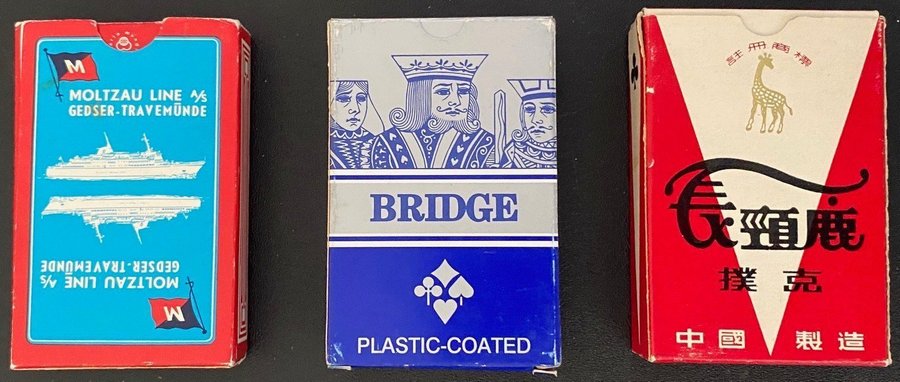 M
MOLTZAU LINE A/S
GEDSER-TRAVEMÜNDE
MOLTZAU LINE A/S
GEDSER-TRAVEMÜNDE
M
BRIDGE
PLASTIC-COATED
註冊商標
長頸鹿
撲克
中國製造